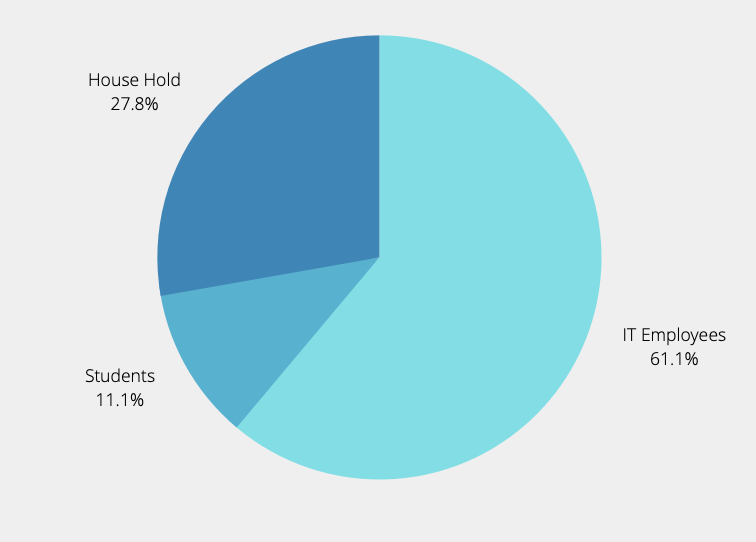 House Hold
27.8%
IT Employees
61.1%
Students
11.1%